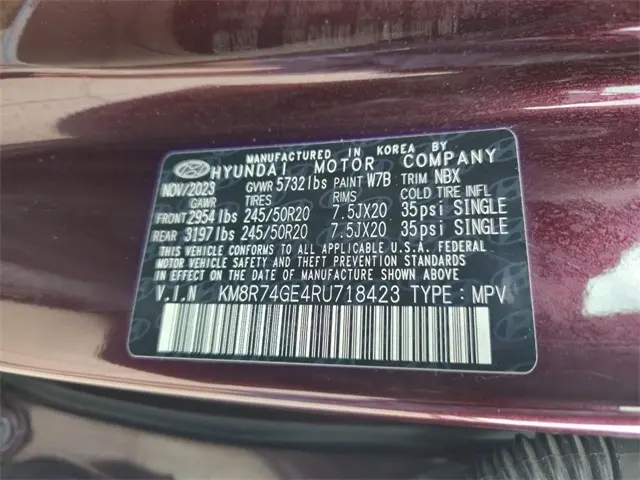 MANUFACTURED IN KOREA BY
HYUNDAI MOTOR COMPANY
NOV/2023 GVWR 5732lbs PAINT W7B TRIM NBX
GAWR TIRES RIMS COLD TIRE INFL
FRONT 2954lbs 245/50R20 7.5JX20 35psi SINGLE
REAR 3197lbs 245/50R20 7.5JX20 35psi SINGLE
THIS VEHICLE CONFORMS TO ALL APPLICABLE U.S.A. FEDERAL
MOTOR VEHICLE SAFETY AND THEFT PREVENTION STANDARDS
IN EFFECT ON THE DATE OF MANUFACTURE SHOWN ABOVE.
V.I.N KM8R74GE4RU718423 TYPE : MPV